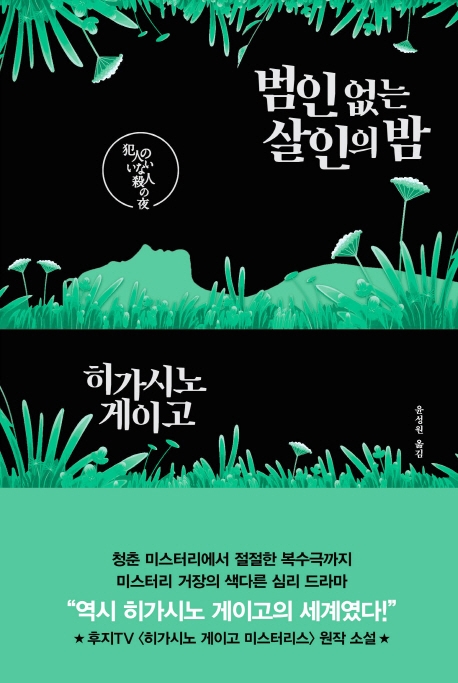 범인 없는
살인의 밤
犯人の
いない
殺人の夜
히가시노
게이고
윤성원 옮김
청춘 미스터리에서 절절한 복수극까지
미스터리 거장의 색다른 심리 드라마
“역시 히가시노 게이고의 세계였다!”
★후지TV 〈히가시노 게이고 미스터리스〉 원작 소설★